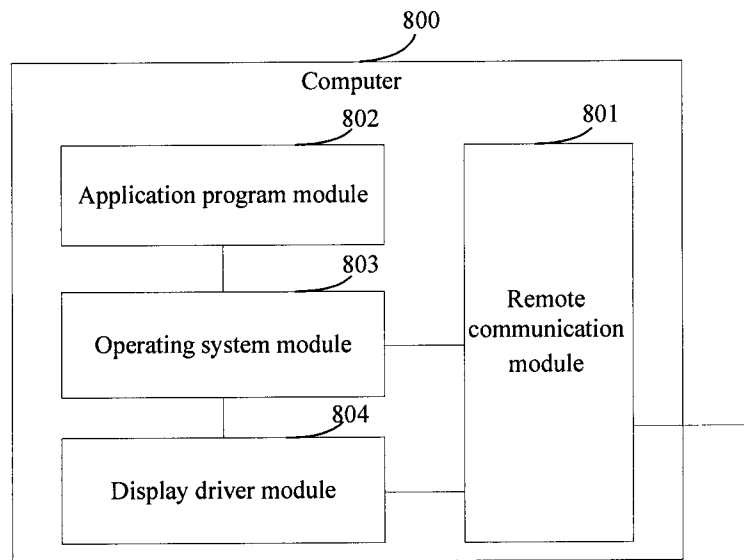 800
Computer
802
Application program module
801
803
Operating system module
Remote
communication
module
804
Display driver module